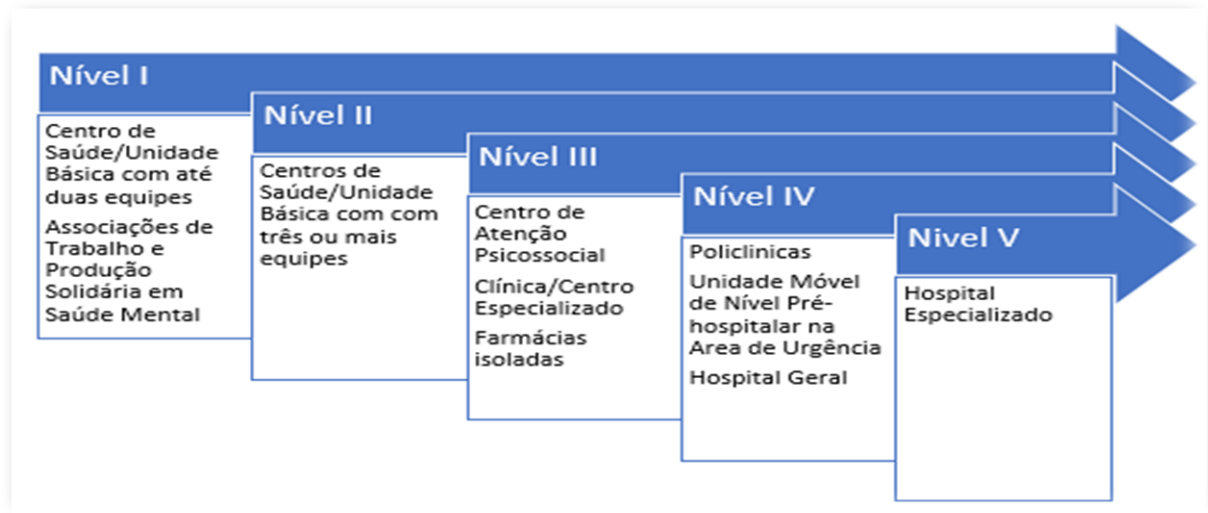 Nível I
Centro de
Saúde/Unidade
Básica com até
duas equipes
Associações de
Trabalho e
Produção
Solidária em
Saúde Mental
Nível II
Centros de
Saúde/Unidade
Básica com com
três ou mais
equipes
Nível III
Centro de
Atenção
Psicossocial
Clínica/Centro
Especializado
Farmácias
isoladas
Nível IV
Policlinicas
Unidade Móvel
de Nível Pré-
hospitalar na
Area de Urgência
Hospital Geral
Nivel V
Hospital
Especializado